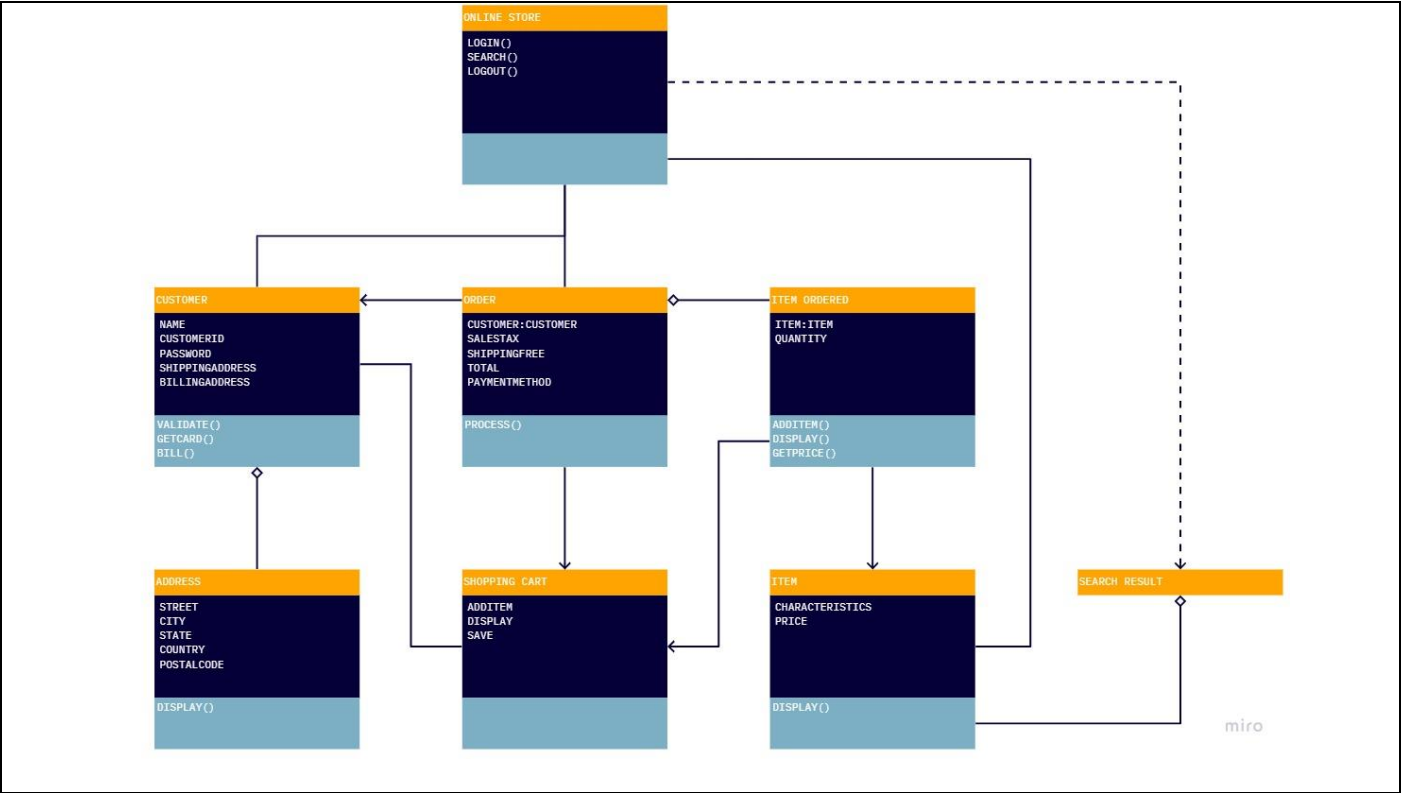 ONLINE STORE
LOGIN()
SEARCH()
LOGOUT()
CUSTOMER
NAME
CUSTOMERID
PASSWORD
SHIPPINGADDRESS
BILLINGADDRESS
VALIDATE()
GETCARD()
BILL()
ORDER
CUSTOMER:CUSTOMER
SALESTAX
SHIPPINGFREE
TOTAL
PAYMENTMETHOD
PROCESS()
ITEM ORDERED
ITEM:ITEM
QUANTITY
ADDITEM()
DISPLAY()
GETPRICE()
ADDRESS
STREET
CITY
STATE
COUNTRY
POSTALCODE
DISPLAY()
SHOPPING CART
ADDITEM
DISPLAY
SAVE
ITEM
CHARACTERISTICS
PRICE
DISPLAY()
SEARCH RESULT
miro